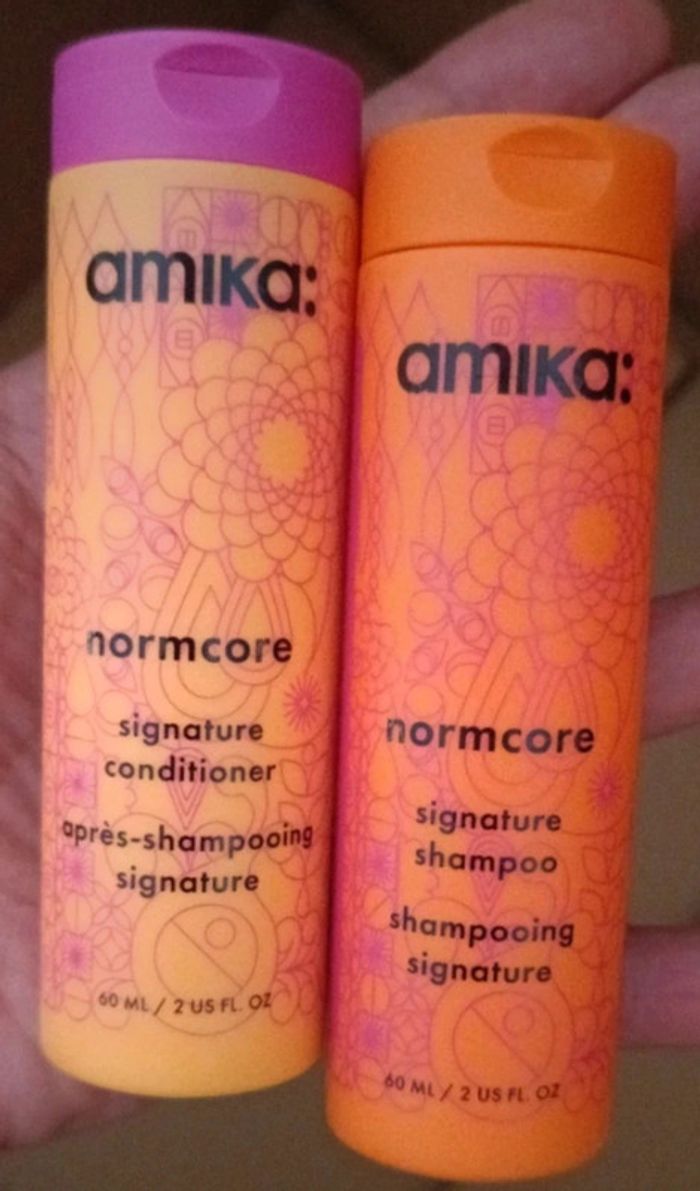 amika:
normcore
signature
conditioner
après-shampooing
signature
60 ML / 2 US FL. OZ
amika:
normcore
signature
shampoo
shampooing
signature
60 ML / 2 US FL. OZ